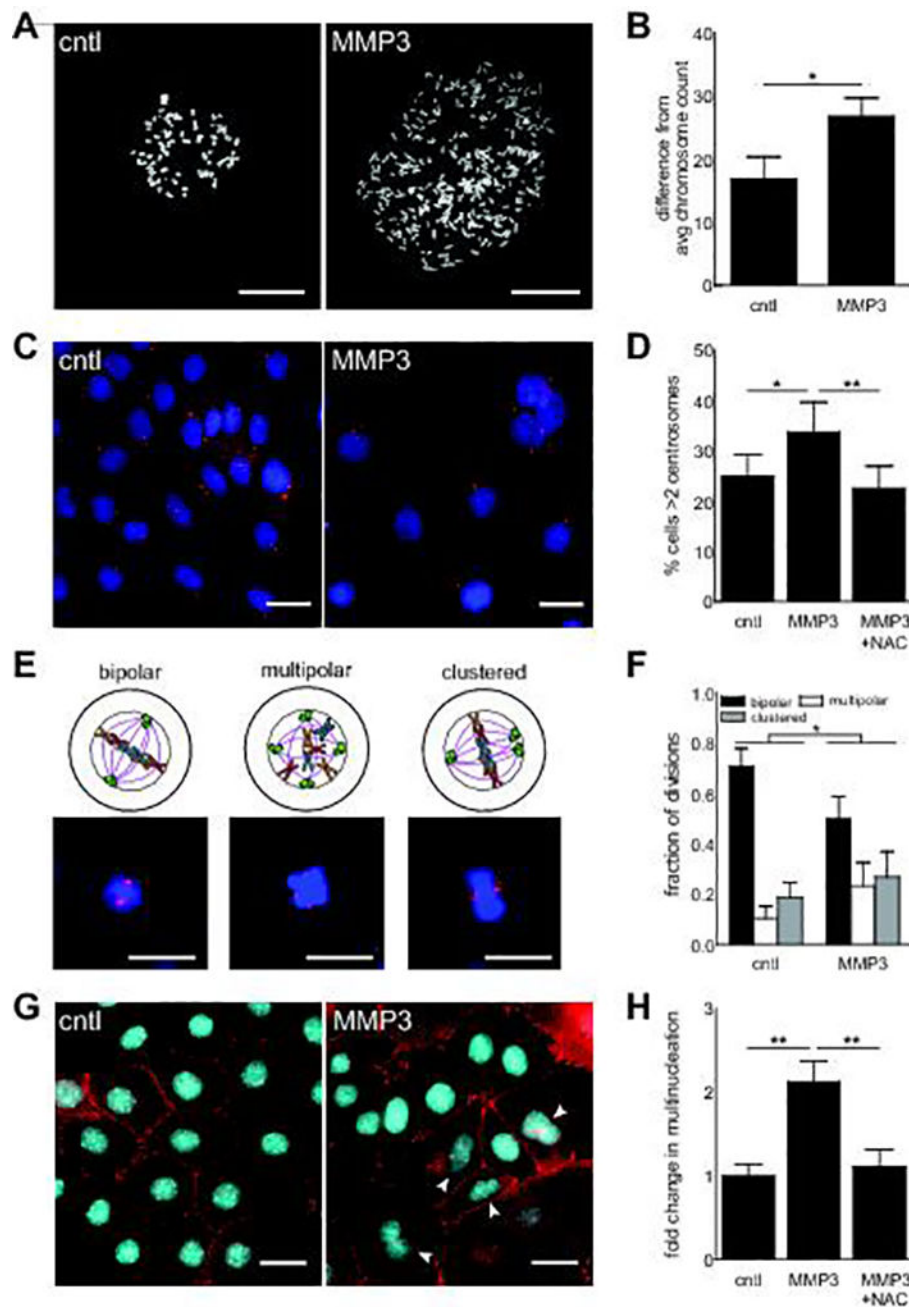 A
cntl
MMP3
B
difference from
avg chromosome count
40
30
20
10
0
*
cntl
MMP3
C
cntl
MMP3
D
% cells >2 centrosomes
50
40
30
20
10
0
*
**
cntl
MMP3
MMP3
+NAC
E
bipolar
multipolar
clustered
F
fraction of divisions
1.0
0.8
0.6
0.4
0.2
0.0
bipolar
multipolar
clustered
*
cntl
MMP3
G
cntl
MMP3
H
fold change in multinucleation
3
2
1
0
**
**
cntl
MMP3
MMP3
+NAC